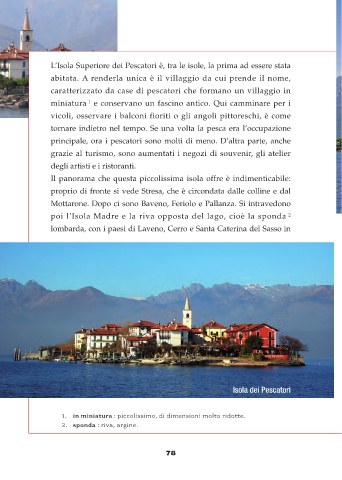 L'Isola Superiore dei Pescatori è, tra le isole, la prima ad essere stata
abitata. A renderla unica è il villaggio da cui prende il nome,
caratterizzato da case di pescatori che formano un villaggio in
miniatura 1 e conservano un fascino antico. Qui camminare per i
vicoli, osservare i balconi fioriti o gli angoli pittoreschi, è come
tornare indietro nel tempo. Se una volta la pesca era l'occupazione
principale, ora i pescatori sono molti di meno. D'altra parte, anche
grazie al turismo, sono aumentati i negozi di souvenir, gli atelier
degli artisti e i ristoranti.
Il panorama che questa piccolissima isola offre è indimenticabile:
proprio di fronte si vede Stresa, che è circondata dalle colline e dal
Mottarone. Dopo ci sono Baveno, Feriolo e Pallanza. Si intravedono
poi l'Isola Madre e la riva opposta del lago, cioè la sponda 2
lombarda, con i paesi di Laveno, Cerro e Santa Caterina del Sasso in
Isola dei Pescatori
1. in miniatura : piccolissimo, di dimensioni molto ridotte.
2. sponda : riva, argine.
78